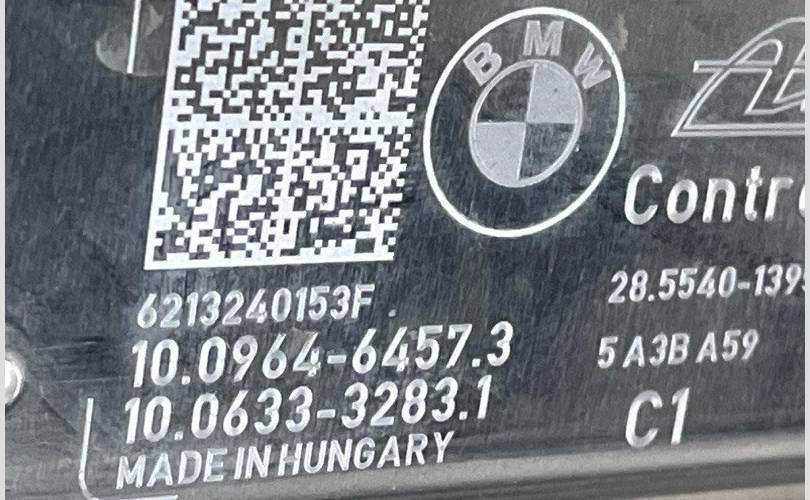 BMW
Contr
6213240153F
28.5540-139
10.0964-6457.3
5 A3B A59
10.0633-3283.1
C1
MADE IN HUNGARY